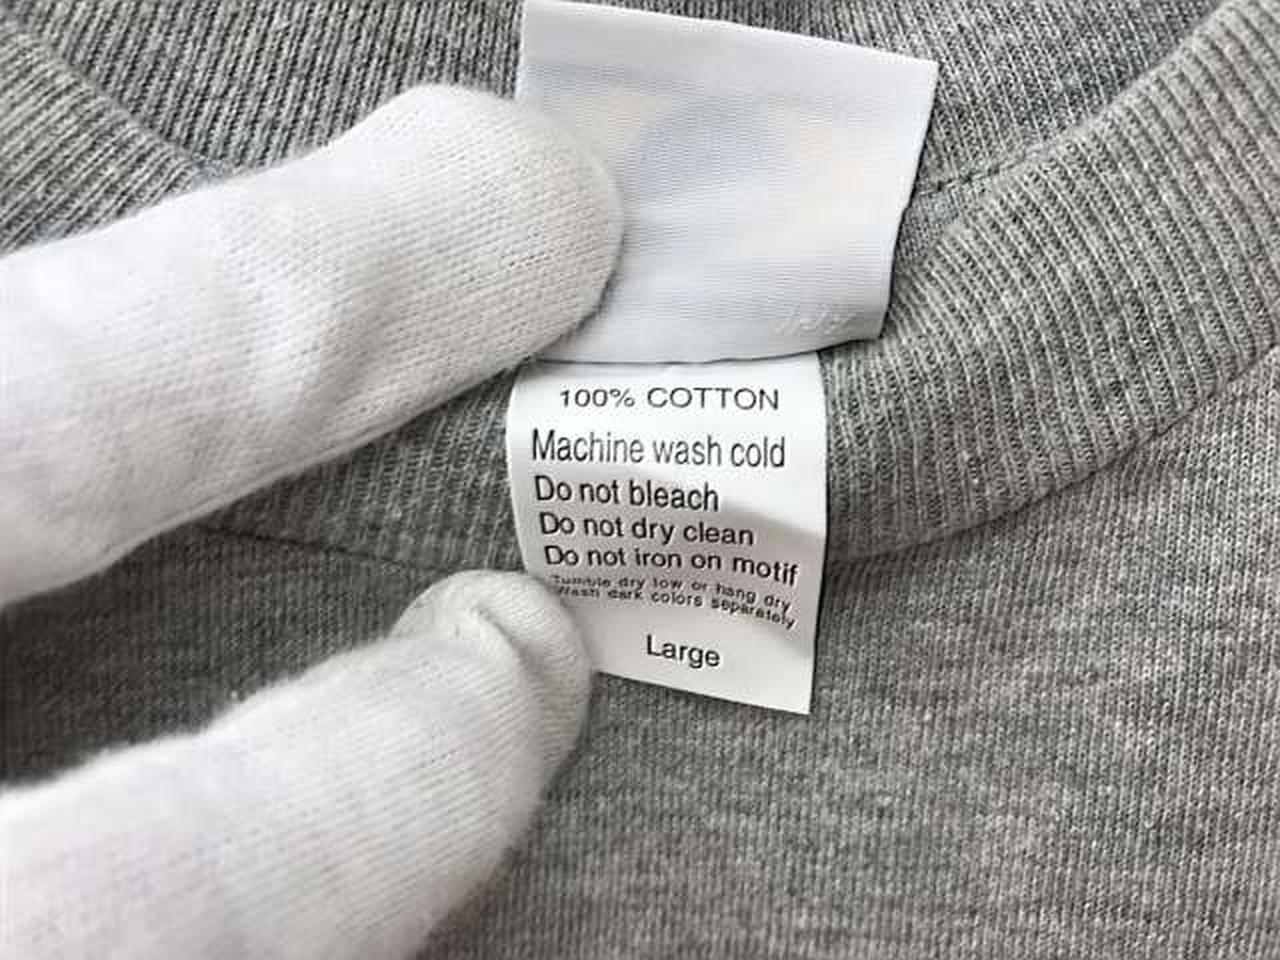 100% COTTON
Machine wash cold
Do not bleach
Do not dry clean
Do not iron on motif
Tumble dry low or hang dry
Wash dark colors separately
Large